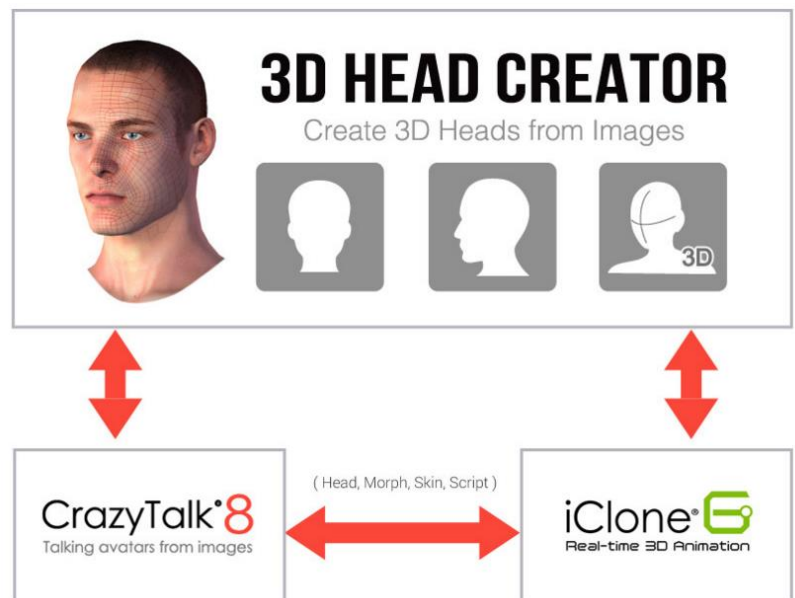 3D HEAD CREATOR
Create 3D Heads from Images
3D
( Head, Morph, Skin, Script )
CrazyTalk®8
Talking avatars from images
iClone®6
Real-time 3D Animation